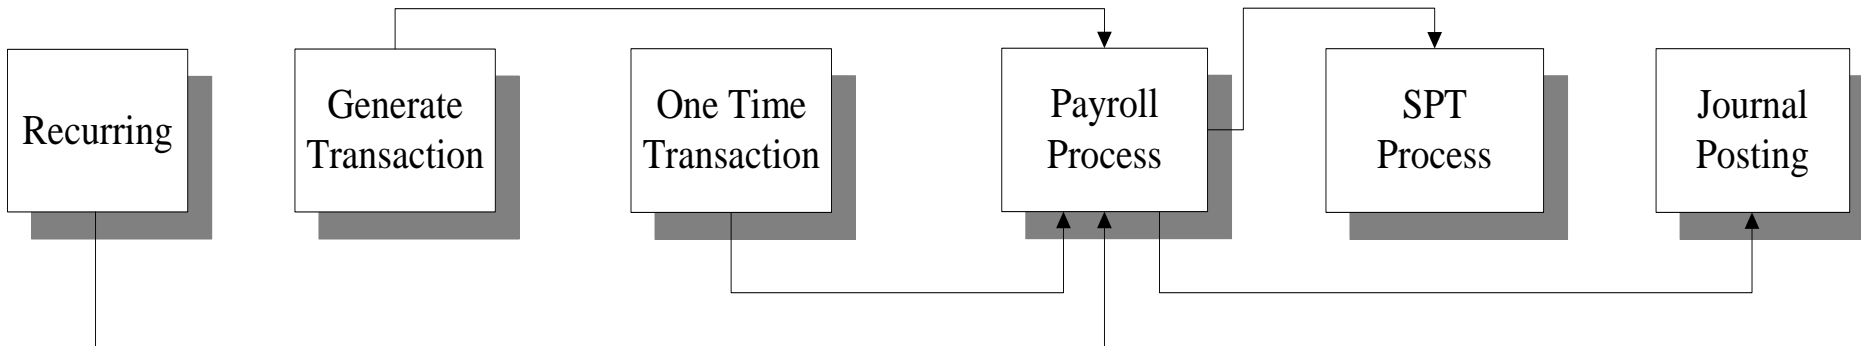 Recurring
Generate
Transaction
One Time
Transaction
Payroll
Process
SPT
Process
Journal
Posting